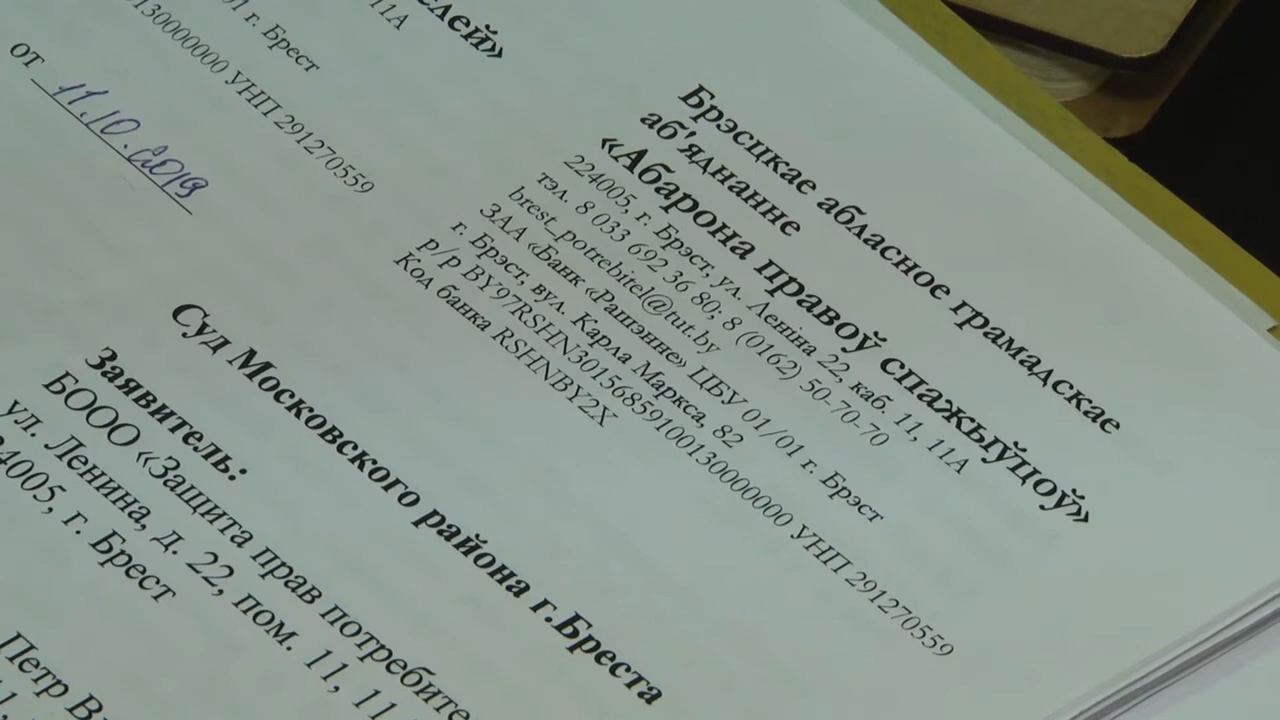 елей»
11А
01 г. Брест
130000000 УНП 291270559
от 11.10.2019
Брэсцкае абласное грамадскае
аб'яднанне
«Абарона правоў спажыўцоў»
224005, г. Брэст, ул. Леніна 22, каб. 11, 11А
тэл. 8 033 692 36 80; 8 (0162) 50-70-70
brest_potrebitel@tut.by
ЗАА «Банк «Рашэнне» ЦБУ 01/01 г. Брэст
г. Брэст, вул. Карла Маркса, 82
р/р BY97RSHN30156859100130000000 УНП 291270559
Код банка RSHNBY2X
Суд Московского района г.Бреста
Заявитель:
БООО «Защита прав потребите
ул. Ленина, д. 22, пом. 11, 11
24005, г. Брест
Петр В